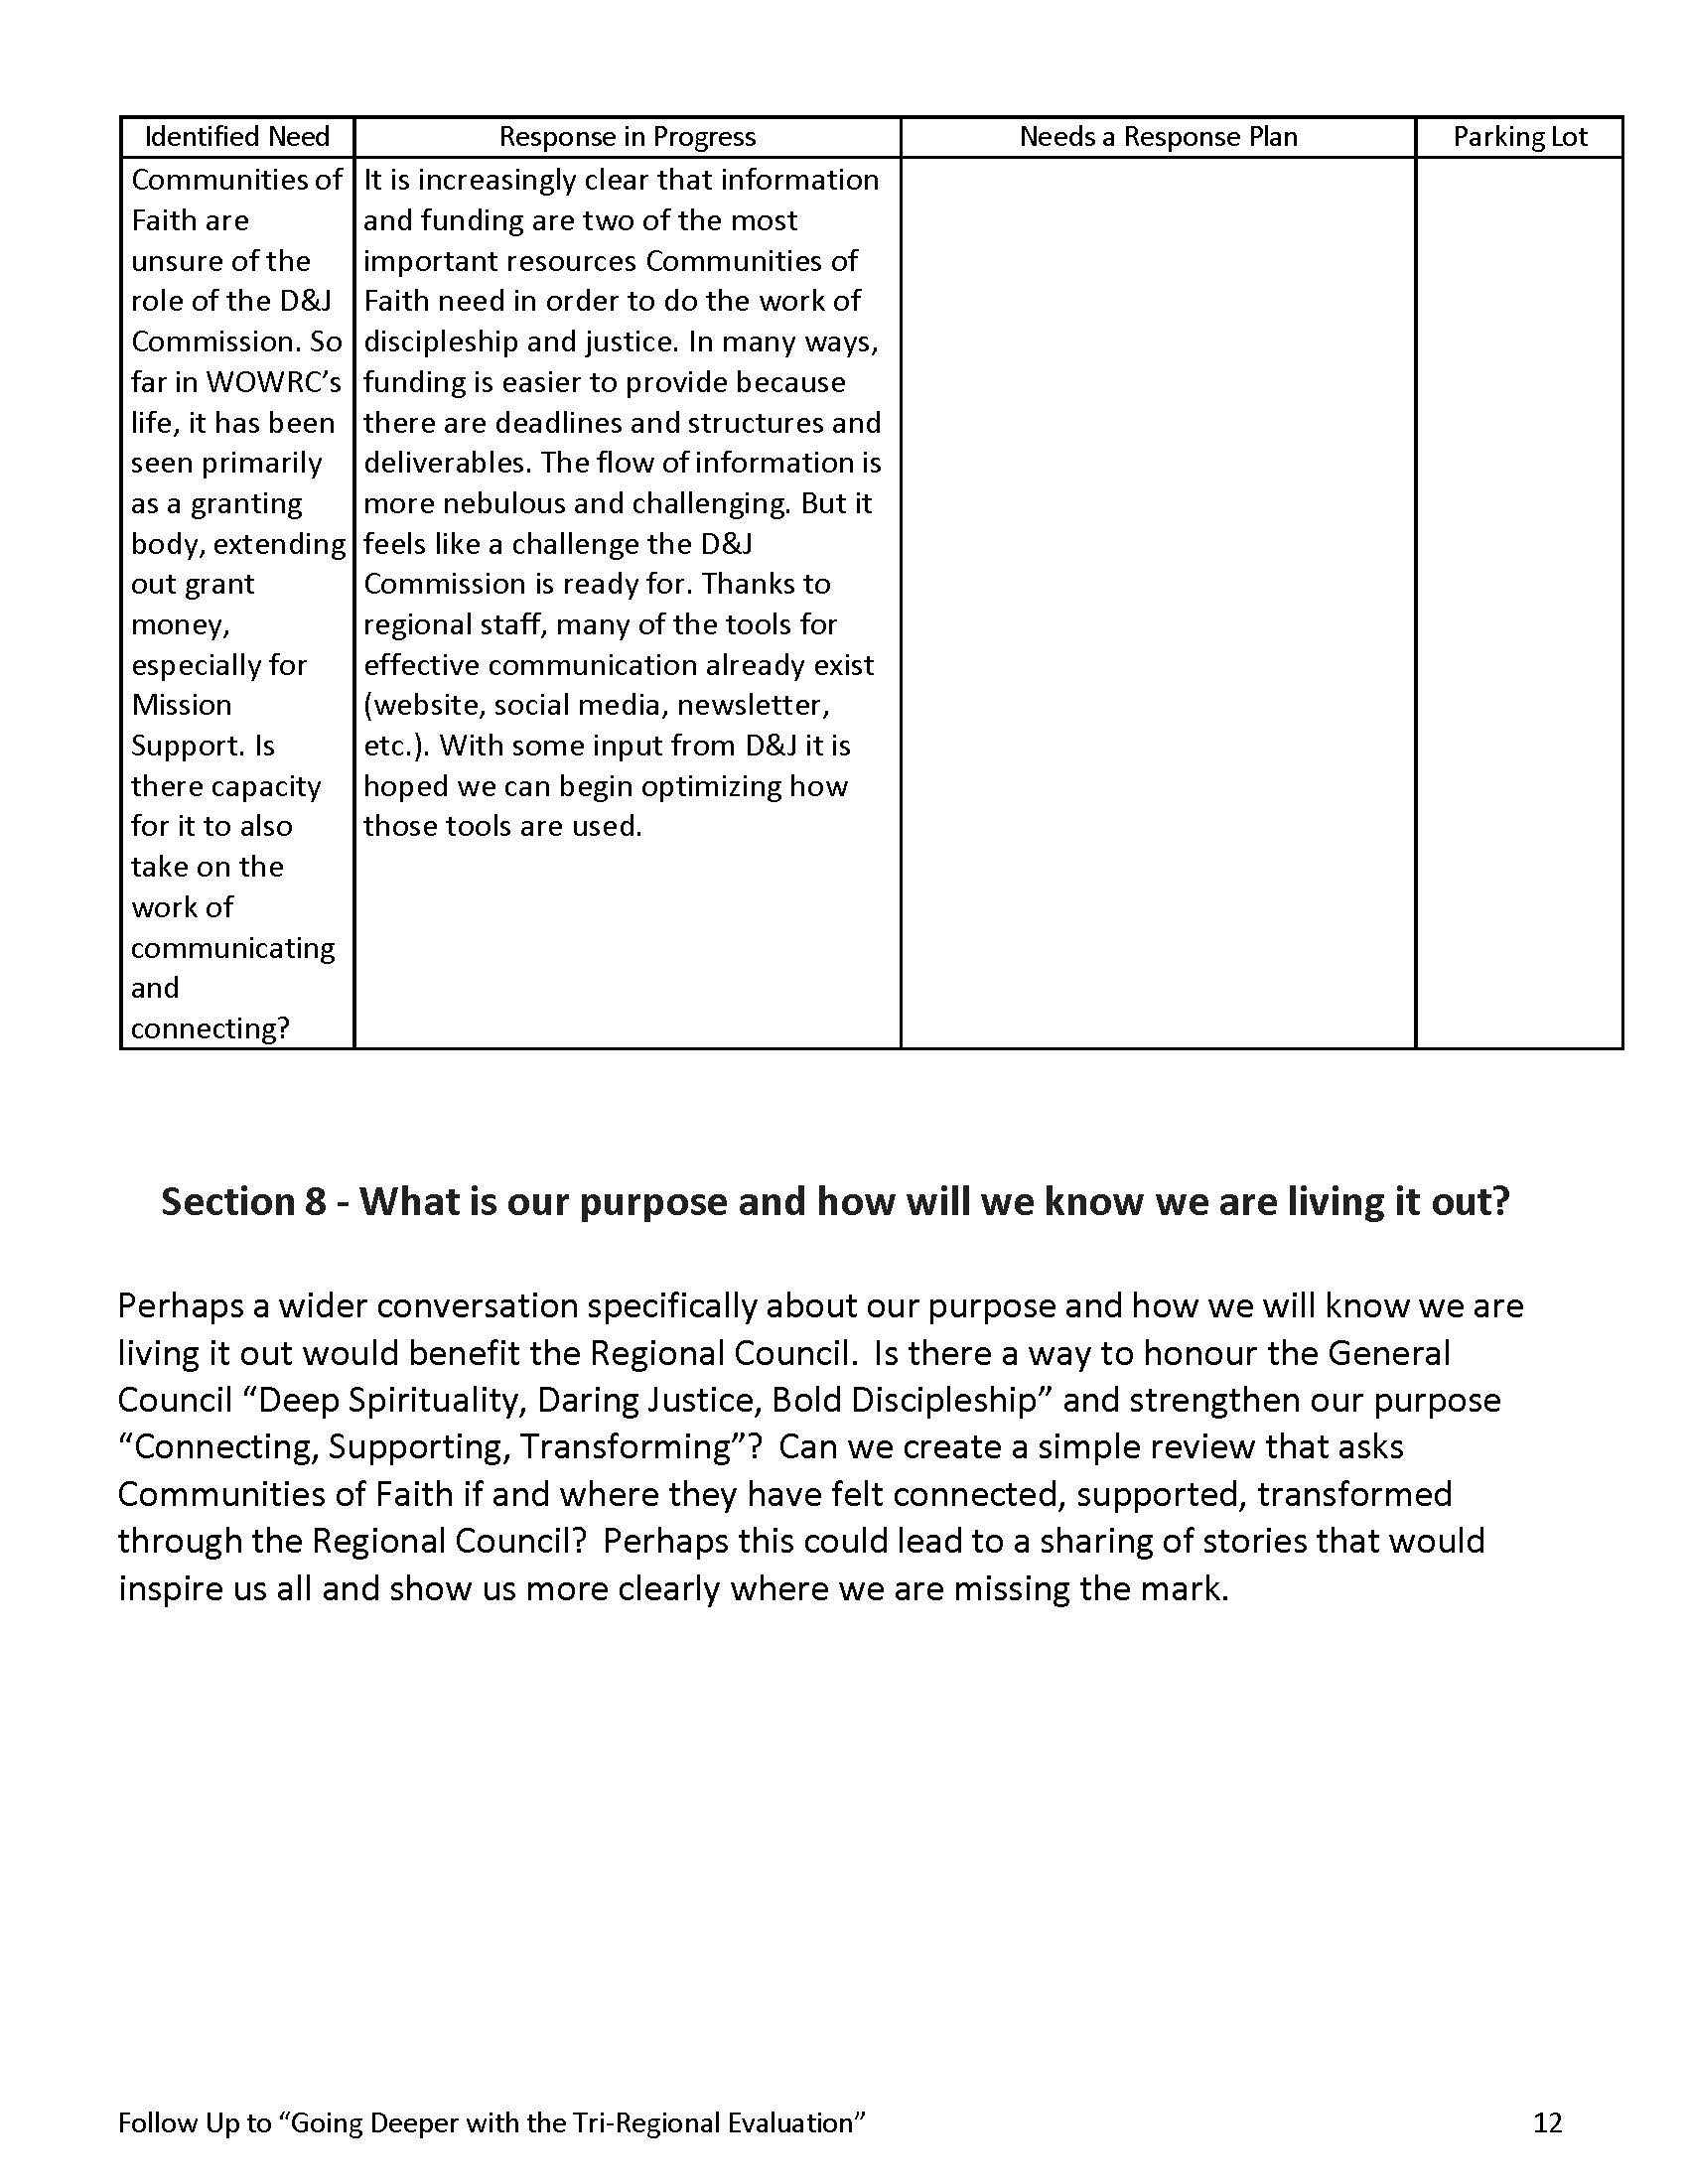 Identified Need
Response in Progress
Needs a Response Plan
Parking Lot
Communities of
Faith are
unsure of the
role of the D&J
Commission. So
far in WOWRC’s
life, it has been
seen primarily
as a granting
body, extending
out grant
money,
especially for
Mission
Support. Is
there capacity
for it to also
take on the
work of
communicating
and
connecting?
It is increasingly clear that information
and funding are two of the most
important resources Communities of
Faith need in order to do the work of
discipleship and justice. In many ways,
funding is easier to provide because
there are deadlines and structures and
deliverables. The flow of information is
more nebulous and challenging. But it
feels like a challenge the D&J
Commission is ready for. Thanks to
regional staff, many of the tools for
effective communication already exist
(website, social media, newsletter,
etc.). With some input from D&J it is
hoped we can begin optimizing how
those tools are used.
Section 8 - What is our purpose and how will we know we are living it out?
Perhaps a wider conversation specifically about our purpose and how we will know we are
living it out would benefit the Regional Council.  Is there a way to honour the General
Council “Deep Spirituality, Daring Justice, Bold Discipleship” and strengthen our purpose
“Connecting, Supporting, Transforming”?  Can we create a simple review that asks
Communities of Faith if and where they have felt connected, supported, transformed
through the Regional Council?  Perhaps this could lead to a sharing of stories that would
inspire us all and show us more clearly where we are missing the mark.
Follow Up to “Going Deeper with the Tri-Regional Evaluation”
12